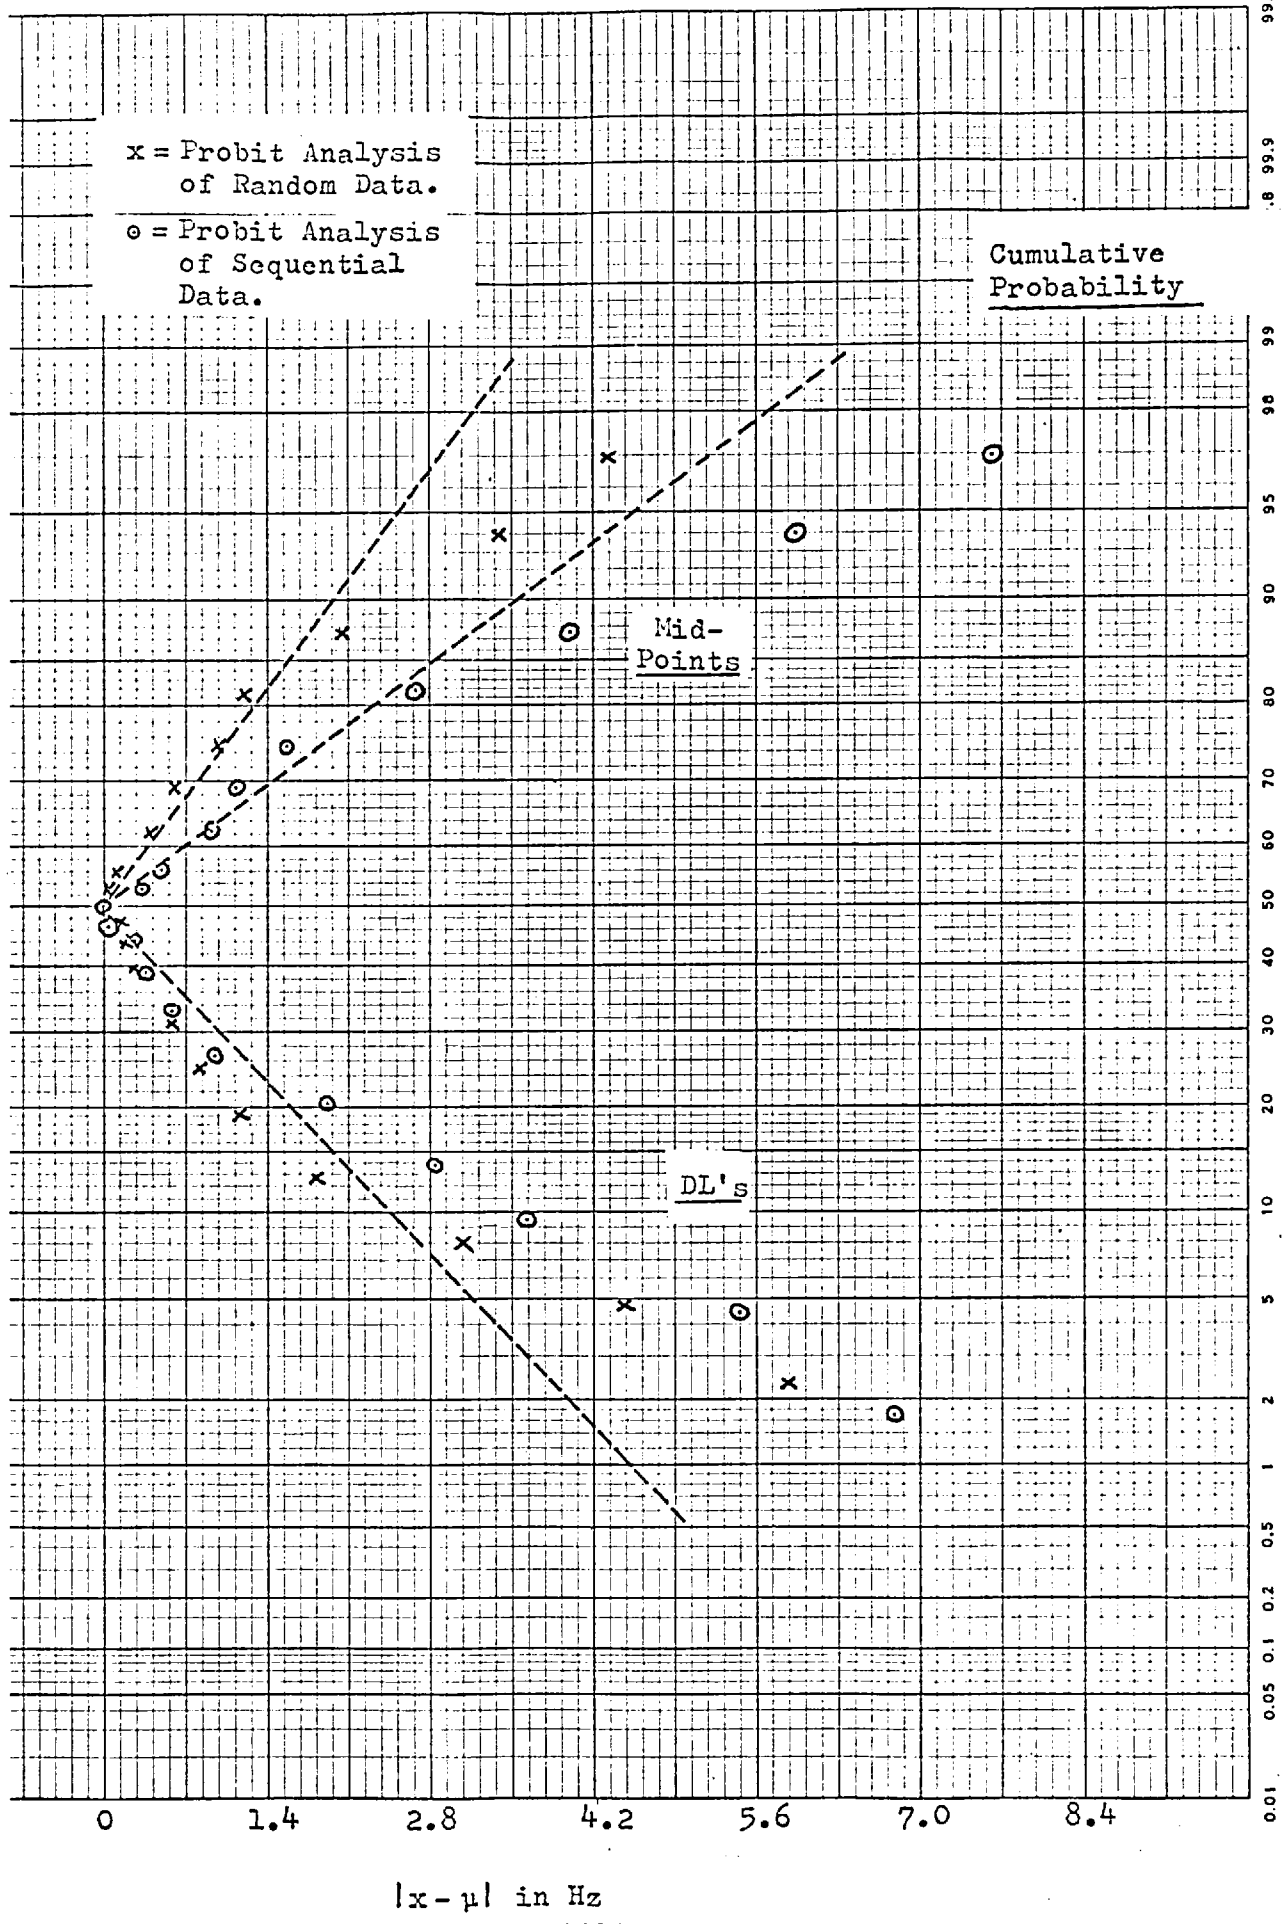 x = Probit Analysis
of Random Data.
⊙ = Probit Analysis
of Sequential
Data.
Cumulative
Probability
Mid-
Points
DL's
99.9
99
98
95
90
80
70
60
50
40
30
20
10
5
2
1
0.5
0.2
0.1
0.05
0.01
0 1.4 2.8 4.2 5.6 7.0 8.4
|x - µ| in Hz